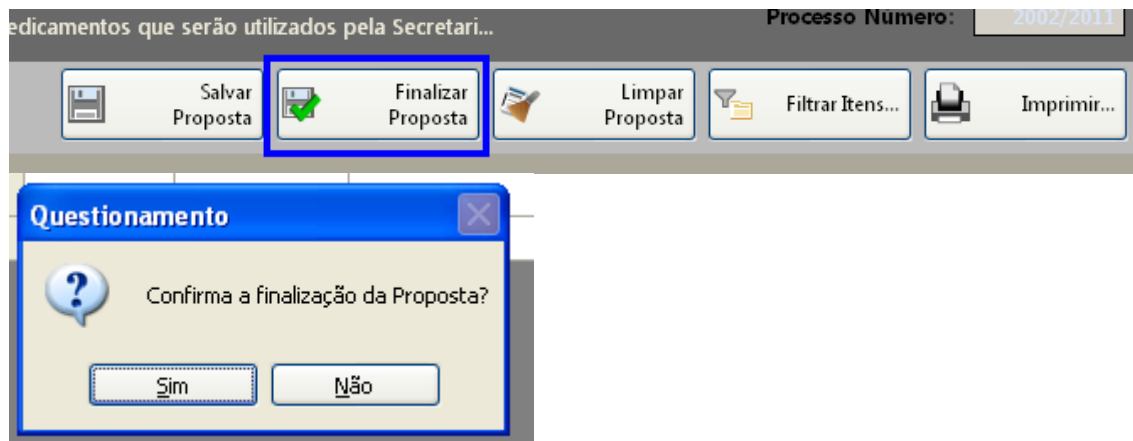 edicamentos que serão utilizados pela Secretari...
Processo Número: 2002/2011
Salvar
Proposta
Finalizar
Proposta
Limpar
Proposta
Filtrar Itens...
Imprimir...
Questionamento
Confirma a finalização da Proposta?
Sim
Não